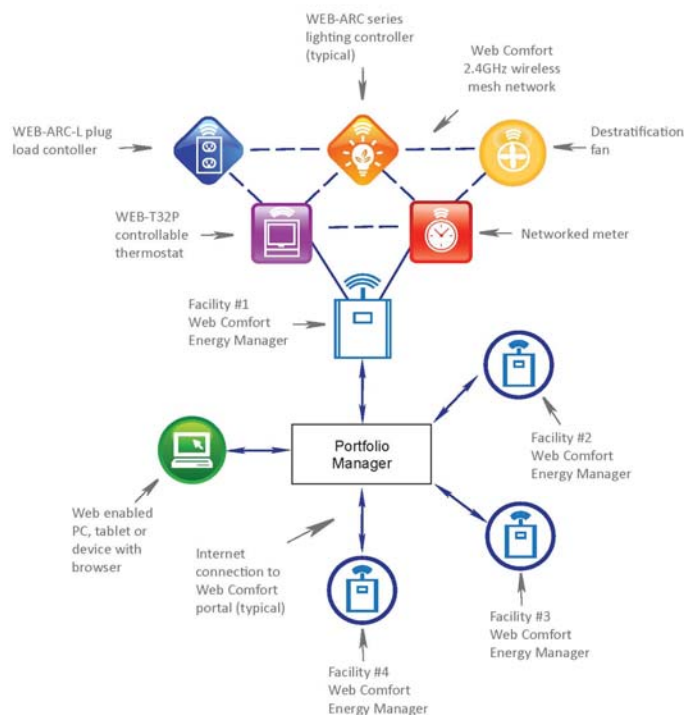 WEB-ARC series
lighting controller
(typical)
Web Comfort
2.4GHz wireless
mesh network
WEB-ARC-L plug
load contoller
Destratification
fan
WEB-T32P
controllable
thermostat
Networked meter
Facility #1
Web Comfort
Energy Manager
Portfolio
Manager
Facility #2
Web Comfort
Energy Manager
Web enabled
PC, tablet or
device with
browser
Internet
connection to
Web Comfort
portal (typical)
Facility #3
Web Comfort
Energy Manager
Facility #4
Web Comfort
Energy Manager